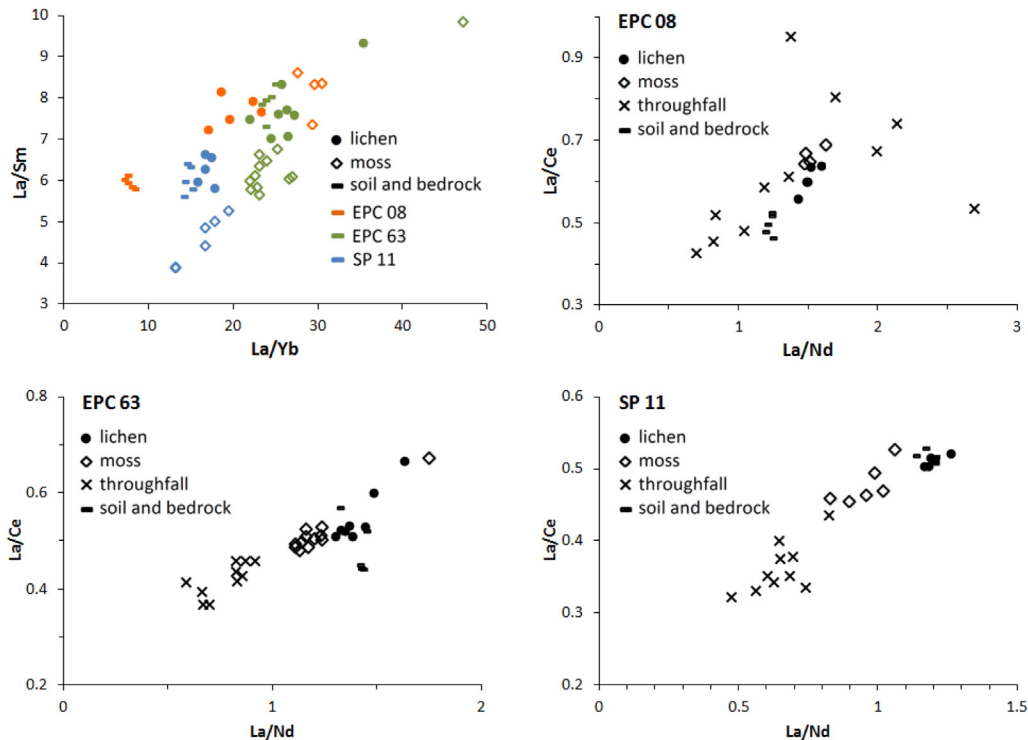 10
9
8
7
6
5
4
3
La/Sm
lichen
moss
soil and bedrock
EPC 08
EPC 63
SP 11
0
10
20
30
40
50
La/Yb
EPC 08
lichen
moss
throughfall
soil and bedrock
0.9
0.7
0.5
0.3
La/Ce
0
1
2
3
La/Nd
EPC 63
lichen
moss
throughfall
soil and bedrock
0.8
0.6
0.4
0.2
La/Ce
0
1
2
La/Nd
SP 11
lichen
moss
throughfall
soil and bedrock
0.6
0.5
0.4
0.3
0.2
La/Ce
0
0.5
1
1.5
La/Nd